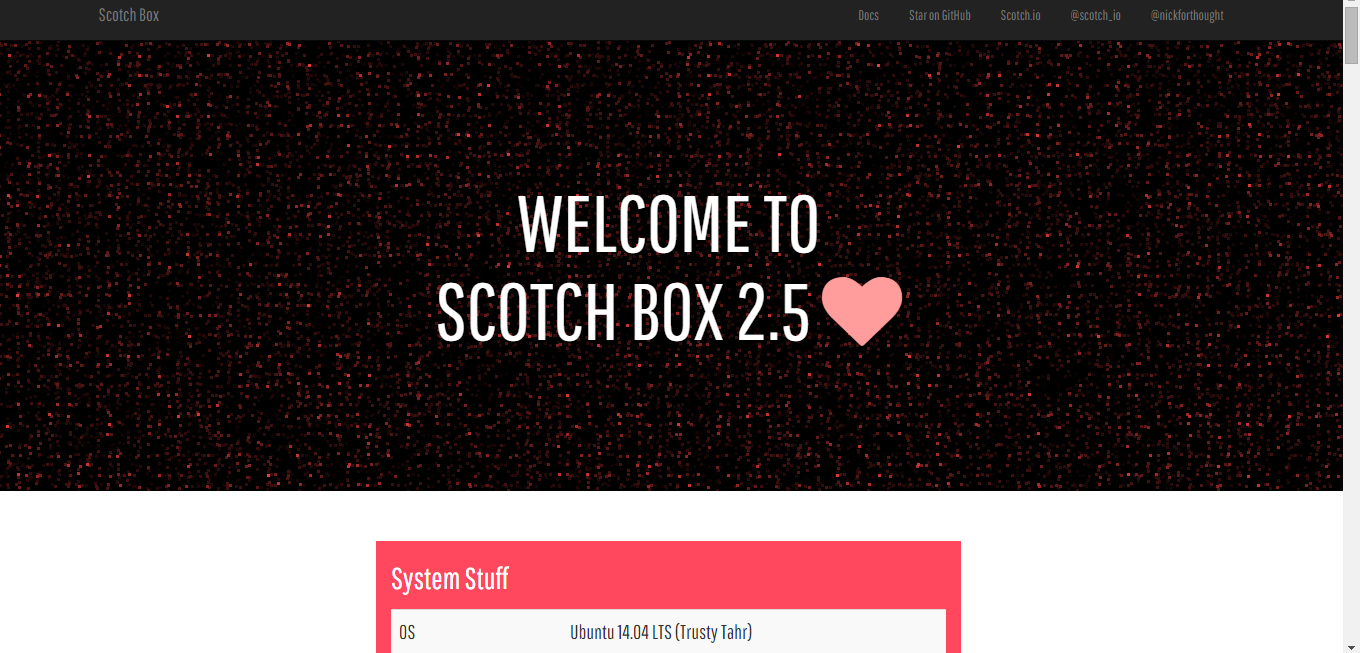 Scotch Box
Docs
Star on GitHub
Scotch.io
@scotch_io
@nickforthought
WELCOME TO
SCOTCH BOX 2.5
System Stuff
OS
Ubuntu 14.04 LTS (Trusty Tahr)